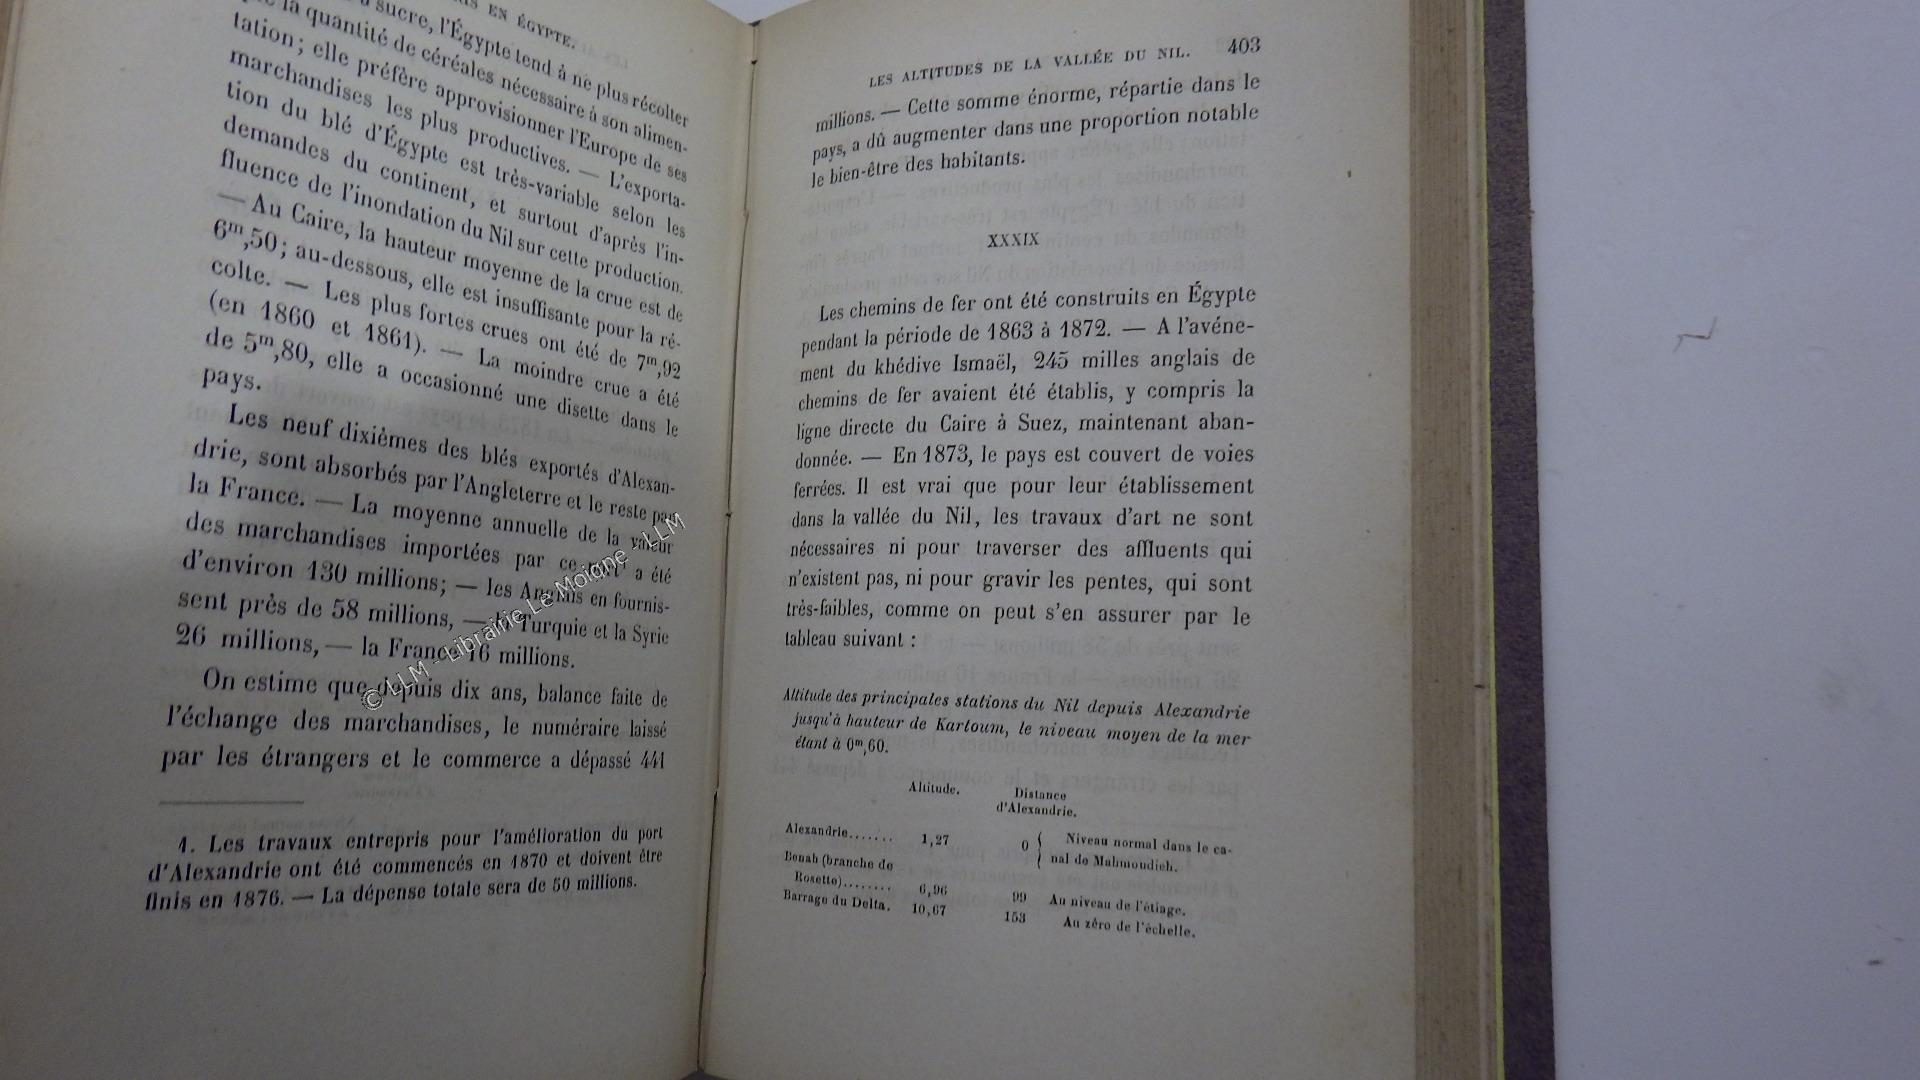 IS EN ÉGYPTE.
sucre, l'Égypte tend à ne plus récolter
la quantité de céréales nécessaire à son alimen-
tation; elle préfère approvisionner l'Europe de ses
marchandises les plus productives. — L'exporta-
tion du blé d'Égypte est très-variable selon les
demandes du continent, et surtout d'après l'in-
fluence de l'inondation du Nil sur cette production.
— Au Caire, la hauteur moyenne de la crue est de
6m,50; au-dessous, elle est insuffisante pour la ré-
colte. — Les plus fortes crues ont été de 7m,92
(en 1860 et 1861). — La moindre crue a été
de 5m,80, elle a occasionné une disette dans le
pays.
Les neuf dixièmes des blés exportés d'Alexan-
drie, sont absorbés par l'Angleterre et le reste par
la France. — La moyenne annuelle de la valeur
des marchandises importées par ce port a été
d'environ 130 millions; — les Anglais en fournis-
sent près de 58 millions, — la Turquie et la Syrie
26 millions, — la France 16 millions.
On estime que depuis dix ans, balance faite de
l'échange des marchandises, le numéraire laissé
par les étrangers et le commerce a dépassé 441
1. Les travaux entrepris pour l'amélioration du port
d'Alexandrie ont été commencés en 1870 et doivent être
finis en 1876. — La dépense totale sera de 50 millions.
© LLM - Librairie Le Moigne - LLM
LES ALTITUDES DE LA VALLÉE DU NIL. 403
millions. — Cette somme énorme, répartie dans le
pays, a dû augmenter dans une proportion notable
le bien-être des habitants.
XXXIX
Les chemins de fer ont été construits en Égypte
pendant la période de 1863 à 1872. — A l'avéne-
ment du khédive Ismaël, 245 milles anglais de
chemins de fer avaient été établis, y compris la
ligne directe du Caire à Suez, maintenant aban-
donnée. — En 1873, le pays est couvert de voies
ferrées. Il est vrai que pour leur établissement
dans la vallée du Nil, les travaux d'art ne sont
nécessaires ni pour traverser des affluents qui
n'existent pas, ni pour gravir les pentes, qui sont
très-faibles, comme on peut s'en assurer par le
tableau suivant :
Altitude des principales stations du Nil depuis Alexandrie
jusqu'à hauteur de Kartoum, le niveau moyen de la mer
étant à 0m,60.
Altitude. Distance
d'Alexandrie.
Alexandrie....... 1,27 0 { Niveau normal dans le ca-
nal de Mahmoudieh.
Benah (branche de
Rosette)........ 6,96 99 Au niveau de l'étiage.
Barrage du Delta. 10,67 153 Au zéro de l'échelle.